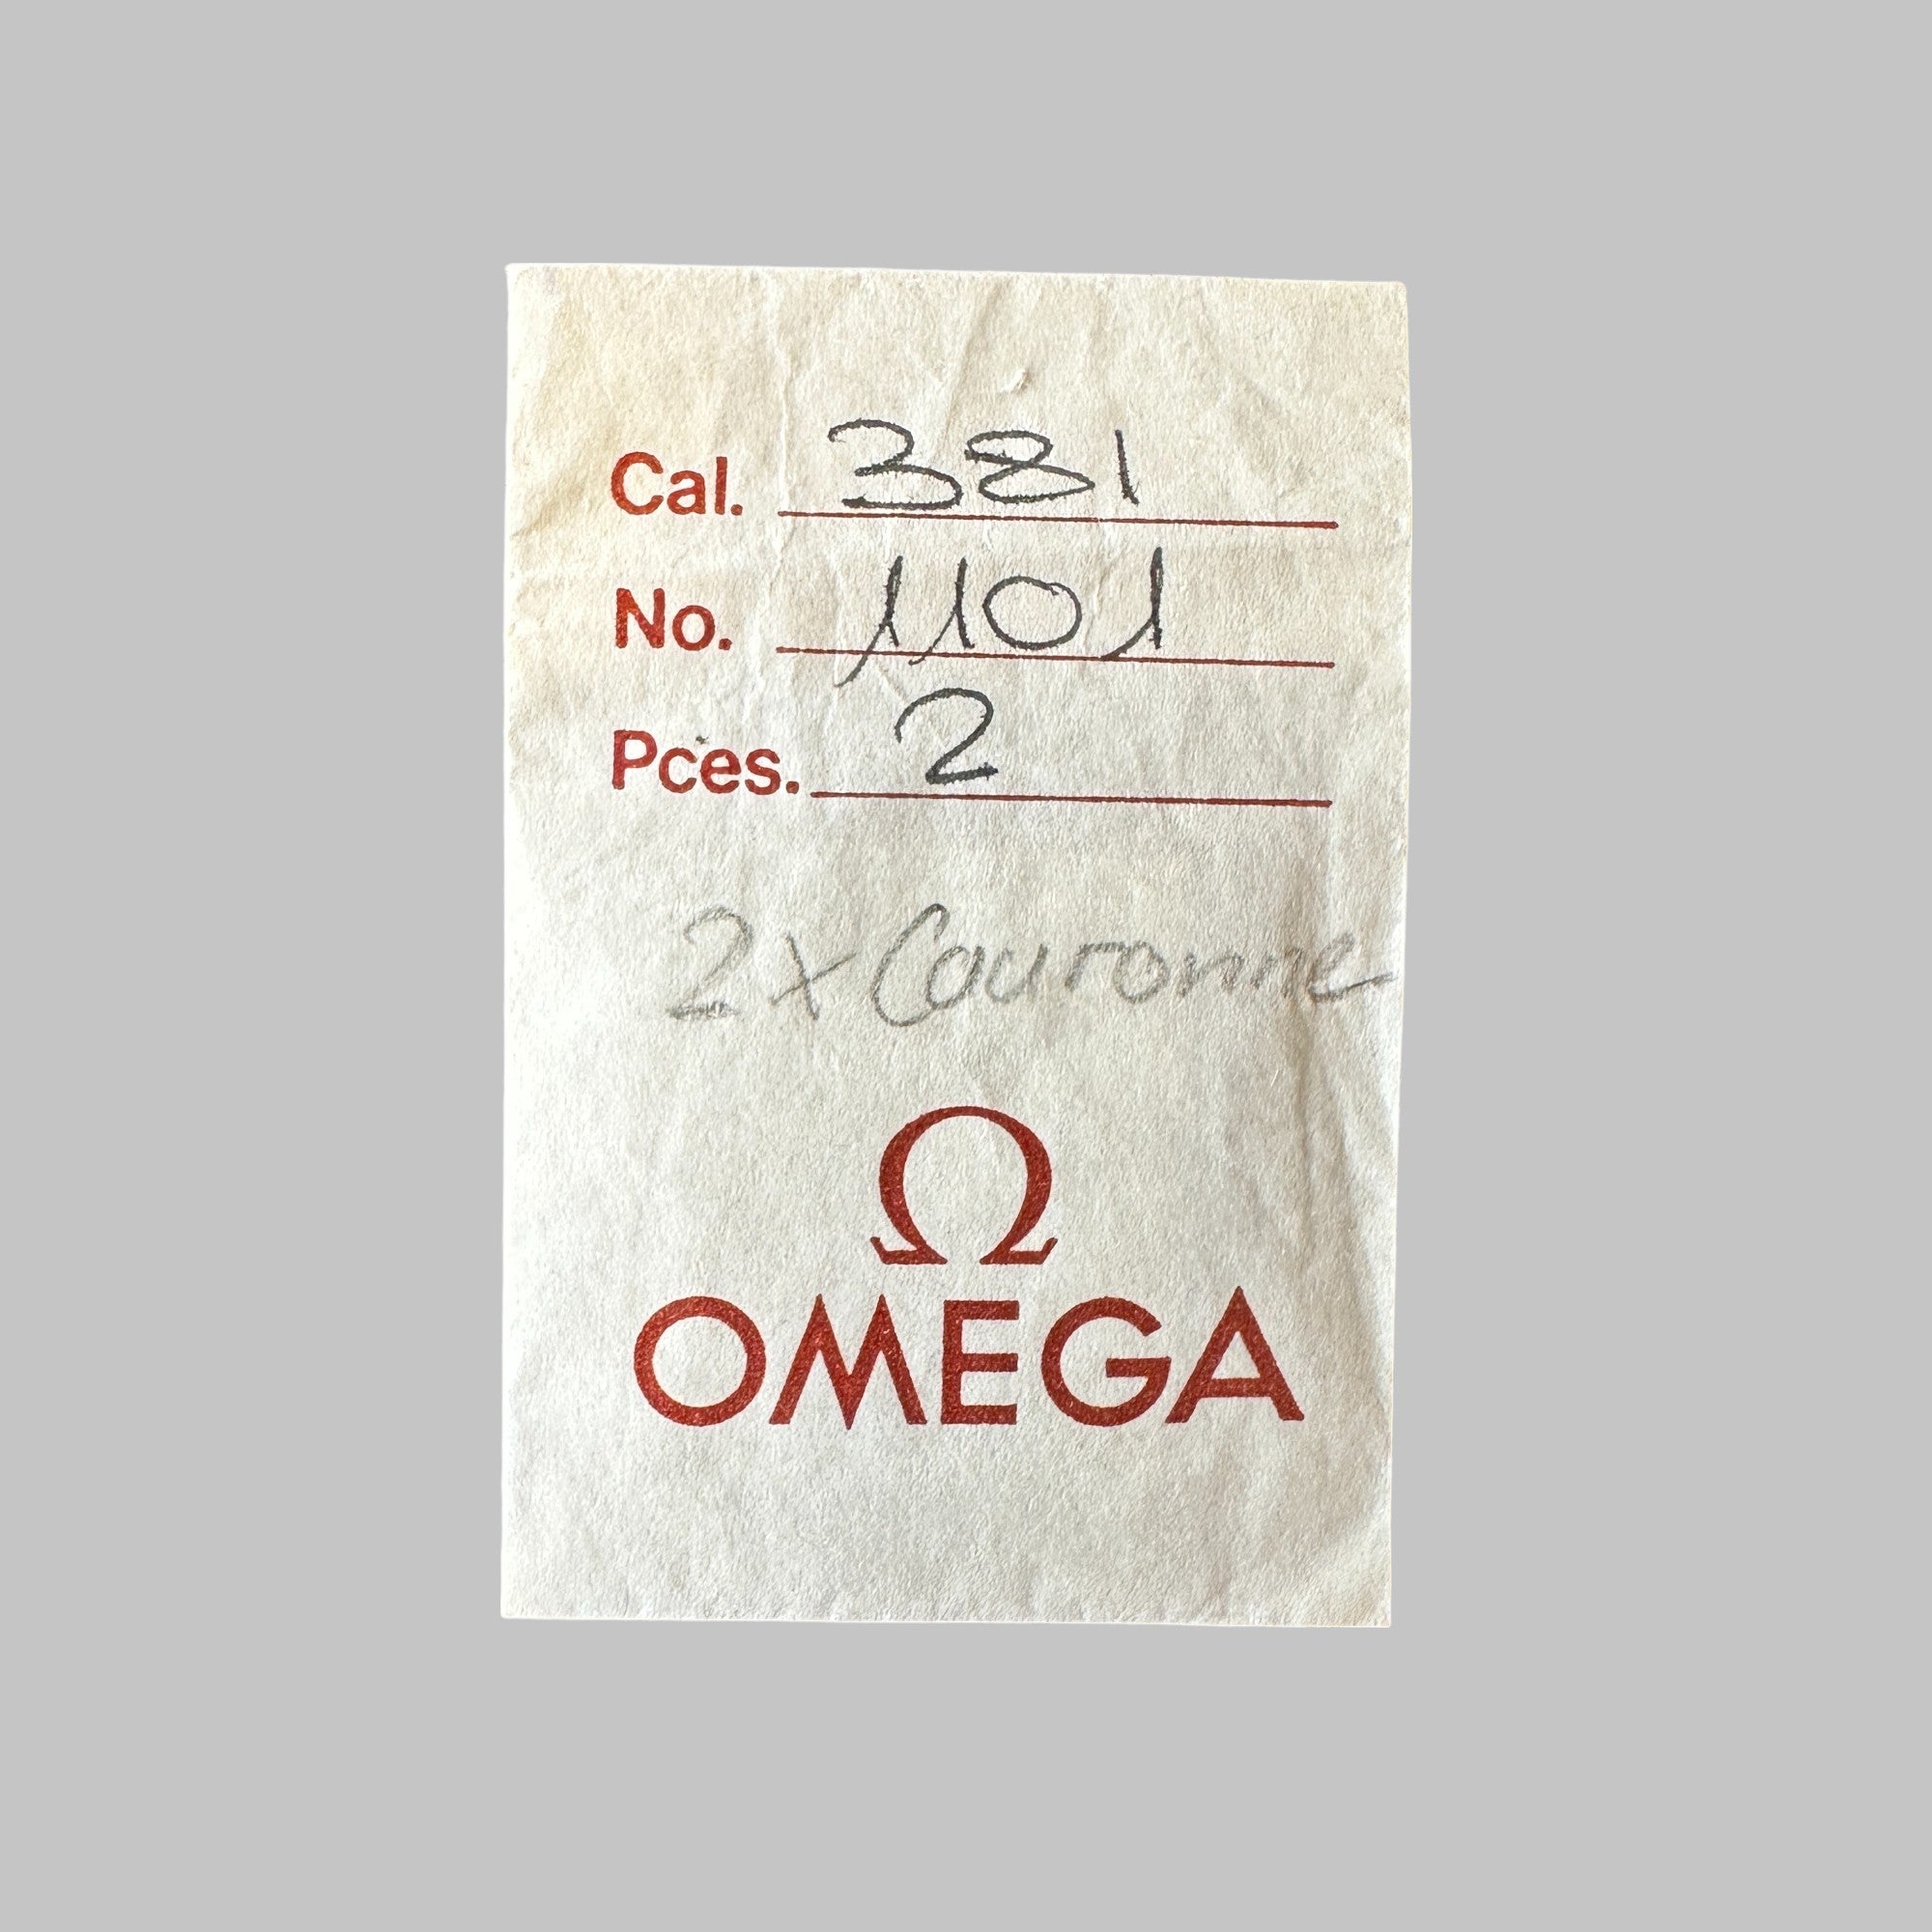 Cal. 381
No. 1101
Pces. 2
2x Couronne
Ω
OMEGA